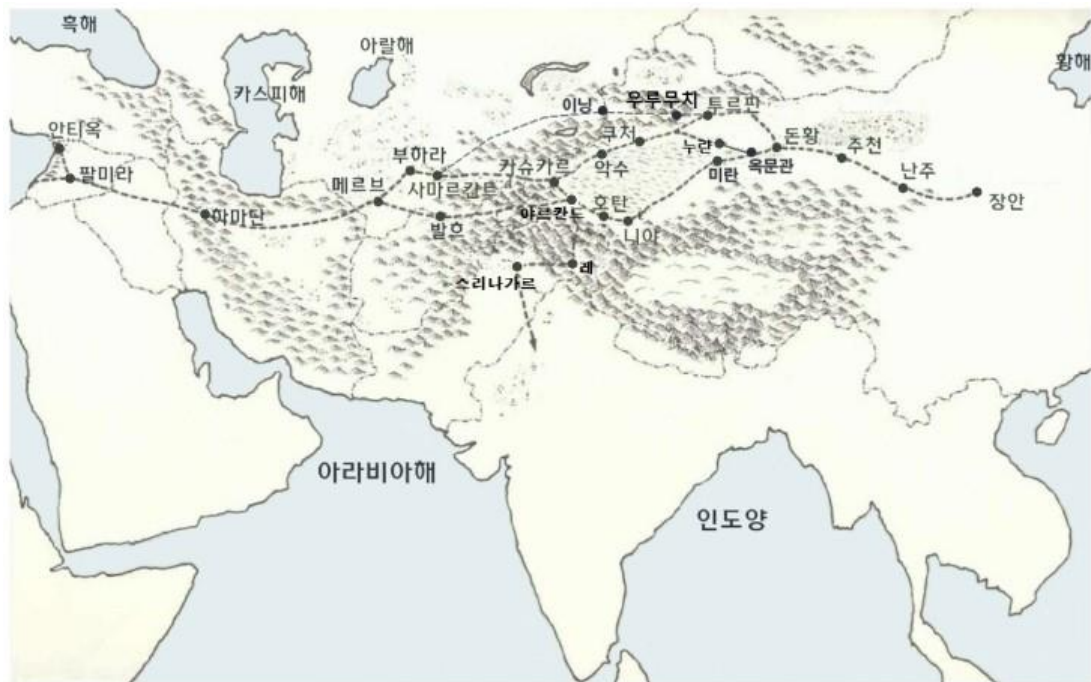 흑해
아랄해
황해
카스피해
이닝
우루무치
투르판
안티옥
쿠처
누란
돈황
부하라
주천
팔미라
카슈카르
악수
미란
옥문관
난주
메르브
사마르칸트
장안
하마단
발흐
야르칸드
호탄
니야
스리나가르
레
아라비아해
인도양